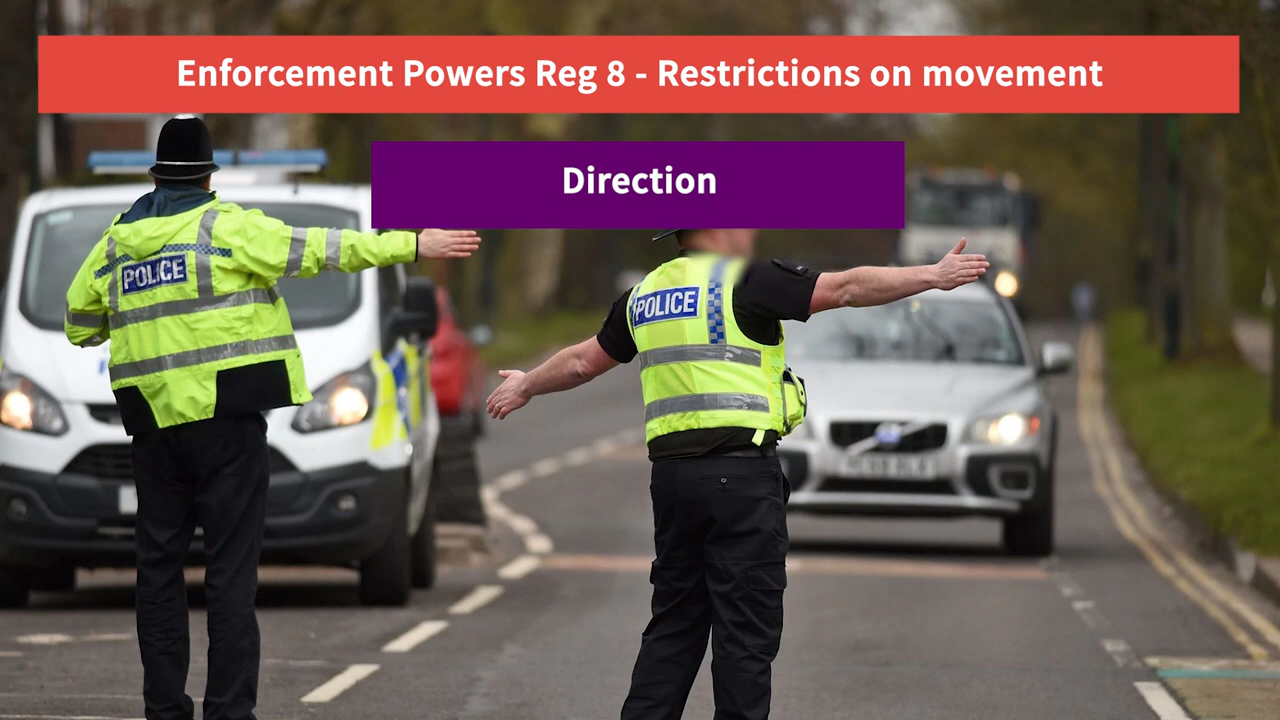 Enforcement Powers Reg 8 - Restrictions on movement
Direction
POLICE
POLICE